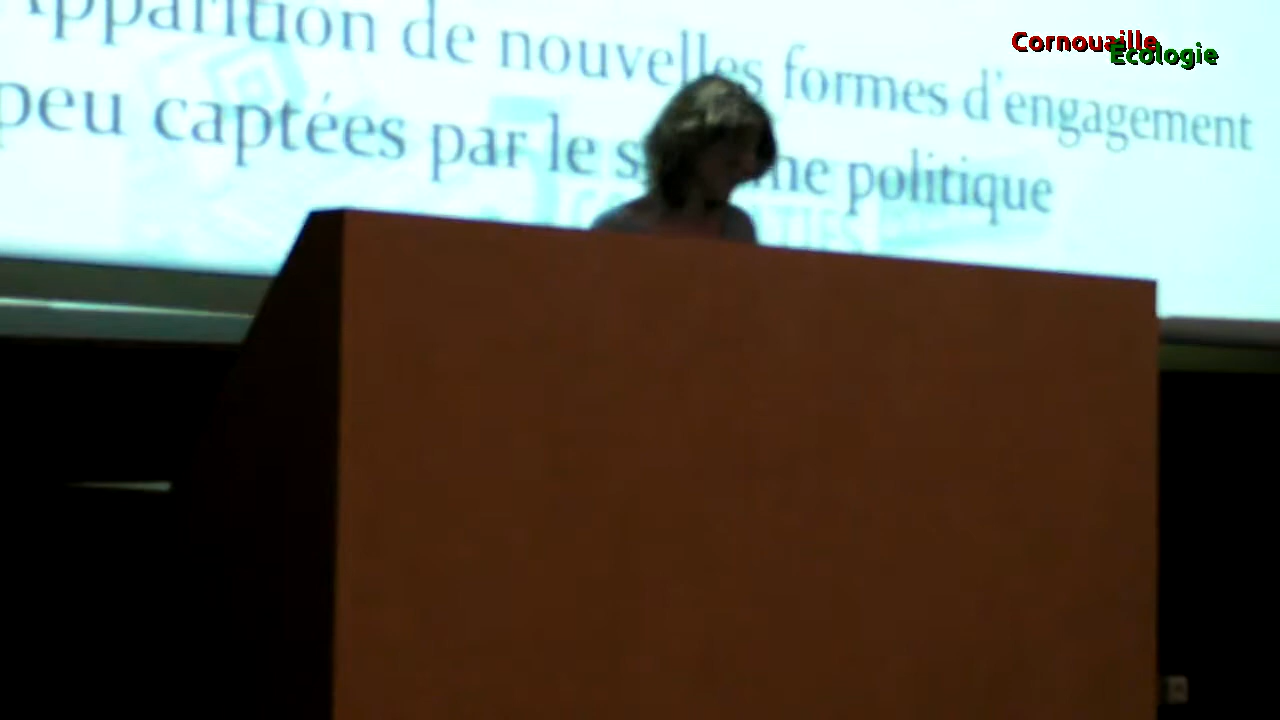 Apparition de nouvelles formes d'engagement
peu captées par le s me politique
Cornouaille
Ecologie